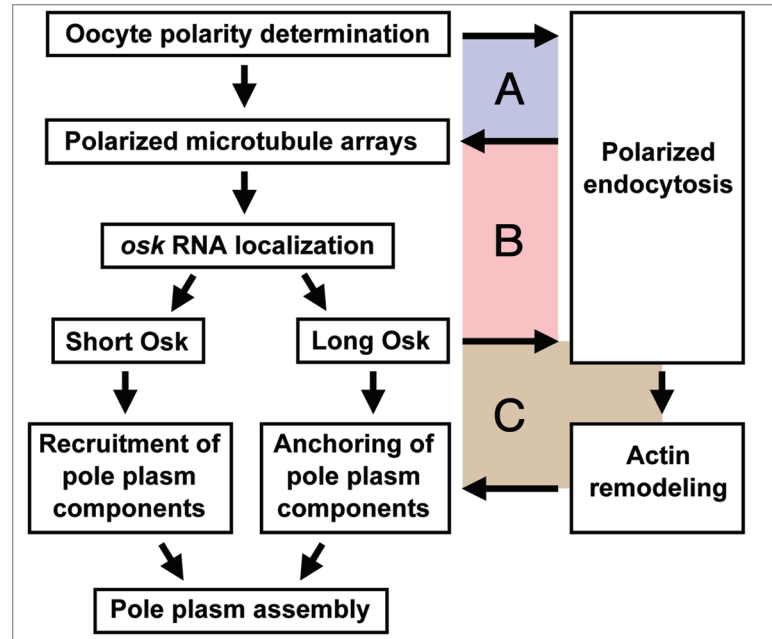 Oocyte polarity determination
A
Polarized microtubule arrays
Polarized
endocytosis
B
osk RNA localization
Short Osk
Long Osk
C
Recruitment of
pole plasm
components
Anchoring of
pole plasm
components
Actin
remodeling
Pole plasm assembly